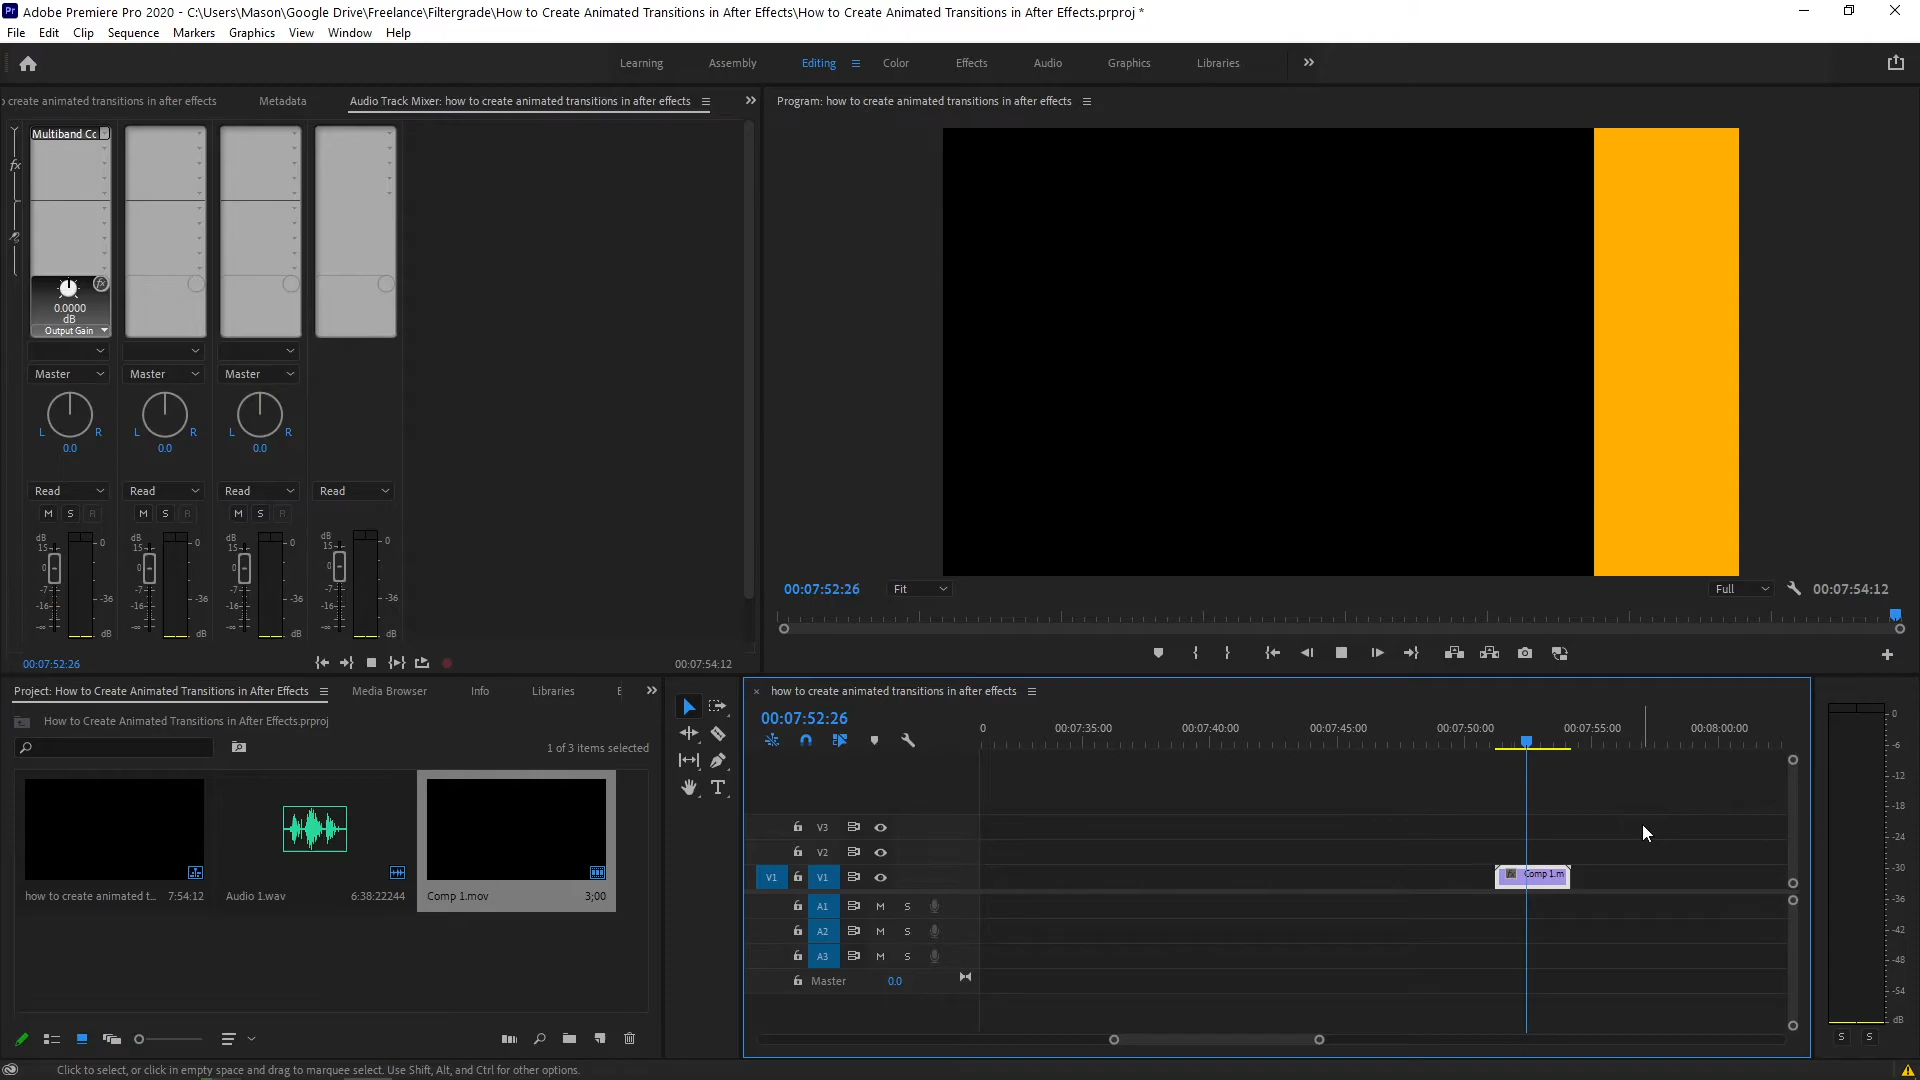 Pr Adobe Premiere Pro 2020 - C:\Users\Mason\Google Drive\Freelance\Filtergrade\How to Create Animated Transitions in After Effects\How to Create Animated Transitions in After Effects.prproj *
File Edit Clip Sequence Markers Graphics View Window Help
Learning Assembly Editing Color Effects Audio Graphics Libraries
create animated transitions in after effects Metadata Audio Track Mixer: how to create animated transitions in after effects
Program: how to create animated transitions in after effects
Multiband Cc
fx
fx
0.0000
dB
Output Gain
Master Master Master
L R L R L R
0.0 0.0 0.0
Read Read Read Read
M S R M S R M S R
dB dB dB dB
15 0 15 0 15 0 15 0
0 0 0 0
-7 -7 -7 -7
-16 -36 -16 -36 -16 -36 -16 -36
-∞ dB -∞ dB -∞ dB -∞ dB
00:07:52:26 00:07:54:12
00:07:52:26 Fit Full 00:07:54:12
Project: How to Create Animated Transitions in After Effects Media Browser Info Libraries E
How to Create Animated Transitions in After Effects.prproj
1 of 3 items selected
how to create animated t... 7:54:12
Audio 1.wav 6:38:22244
Comp 1.mov 3;00
T
how to create animated transitions in after effects
00:07:52:26
0 00:07:35:00 00:07:40:00 00:07:45:00 00:07:50:00 00:07:55:00 00:08:00:00
V3
V2
V1 V1
fx Comp 1.m
A1 M S
A2 M S
A3 M S
Master 0.0
0
-6
-12
-18
-24
-30
-36
-42
-48
-54
dB
S S
Click to select, or click in empty space and drag to marquee select. Use Shift, Alt, and Ctrl for other options.